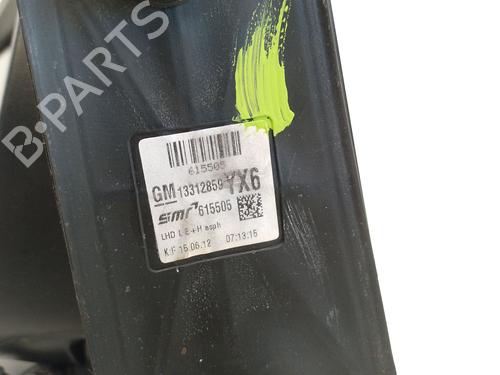 B-PARTS
615505
GM 13312859 YX6
smr 615505
LHD L E+H asph
K:F 15.06.12 07:13:15